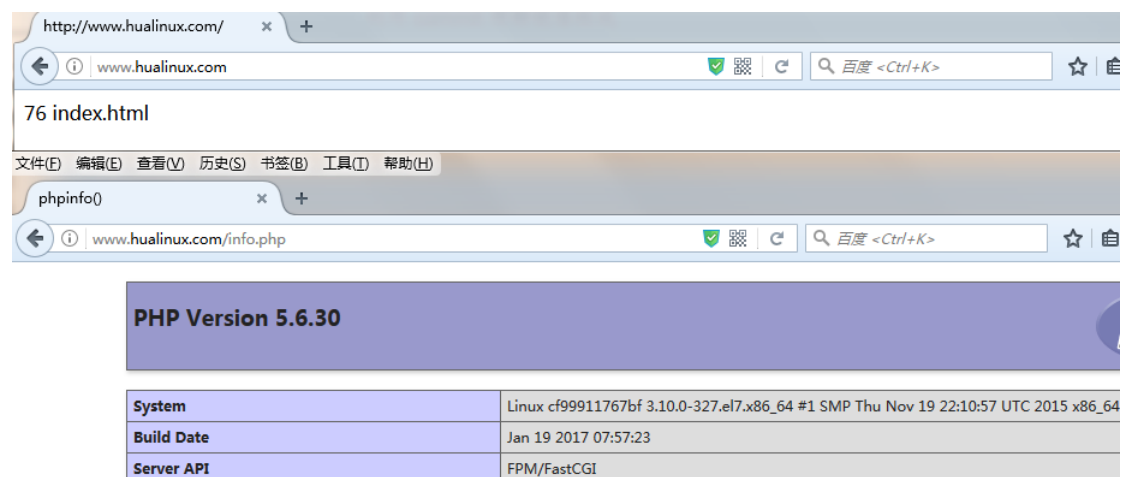 http://www.hualinux.com/ × +
www.hualinux.com 百度 <Ctrl+K>
76 index.html
文件(F) 编辑(E) 查看(V) 历史(S) 书签(B) 工具(T) 帮助(H)
phpinfo() × +
www.hualinux.com/info.php 百度 <Ctrl+K>
PHP Version 5.6.30
System Linux cf99911767bf 3.10.0-327.el7.x86_64 #1 SMP Thu Nov 19 22:10:57 UTC 2015 x86_64
Build Date Jan 19 2017 07:57:23
Server API FPM/FastCGI